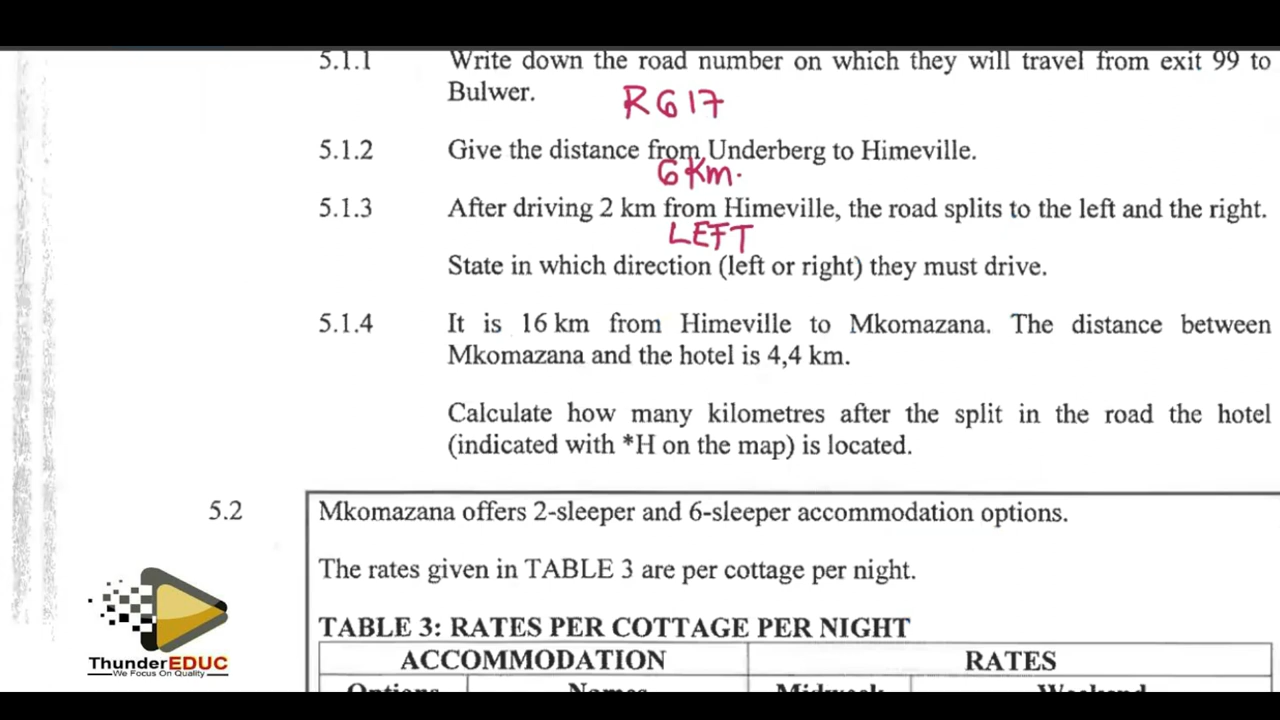 5.1.1 Write down the road number on which they will travel from exit 99 to
Bulwer. R617
5.1.2 Give the distance from Underberg to Himeville.
6 Km.
5.1.3 After driving 2 km from Himeville, the road splits to the left and the right.
LEFT
State in which direction (left or right) they must drive.
5.1.4 It is 16 km from Himeville to Mkomazana. The distance between
Mkomazana and the hotel is 4,4 km.
Calculate how many kilometres after the split in the road the hotel
(indicated with *H on the map) is located.
5.2 Mkomazana offers 2-sleeper and 6-sleeper accommodation options.
The rates given in TABLE 3 are per cottage per night.
TABLE 3: RATES PER COTTAGE PER NIGHT
ACCOMMODATION RATES
Options Names Midweek Weekend
ThunderEDUC
We Focus On Quality